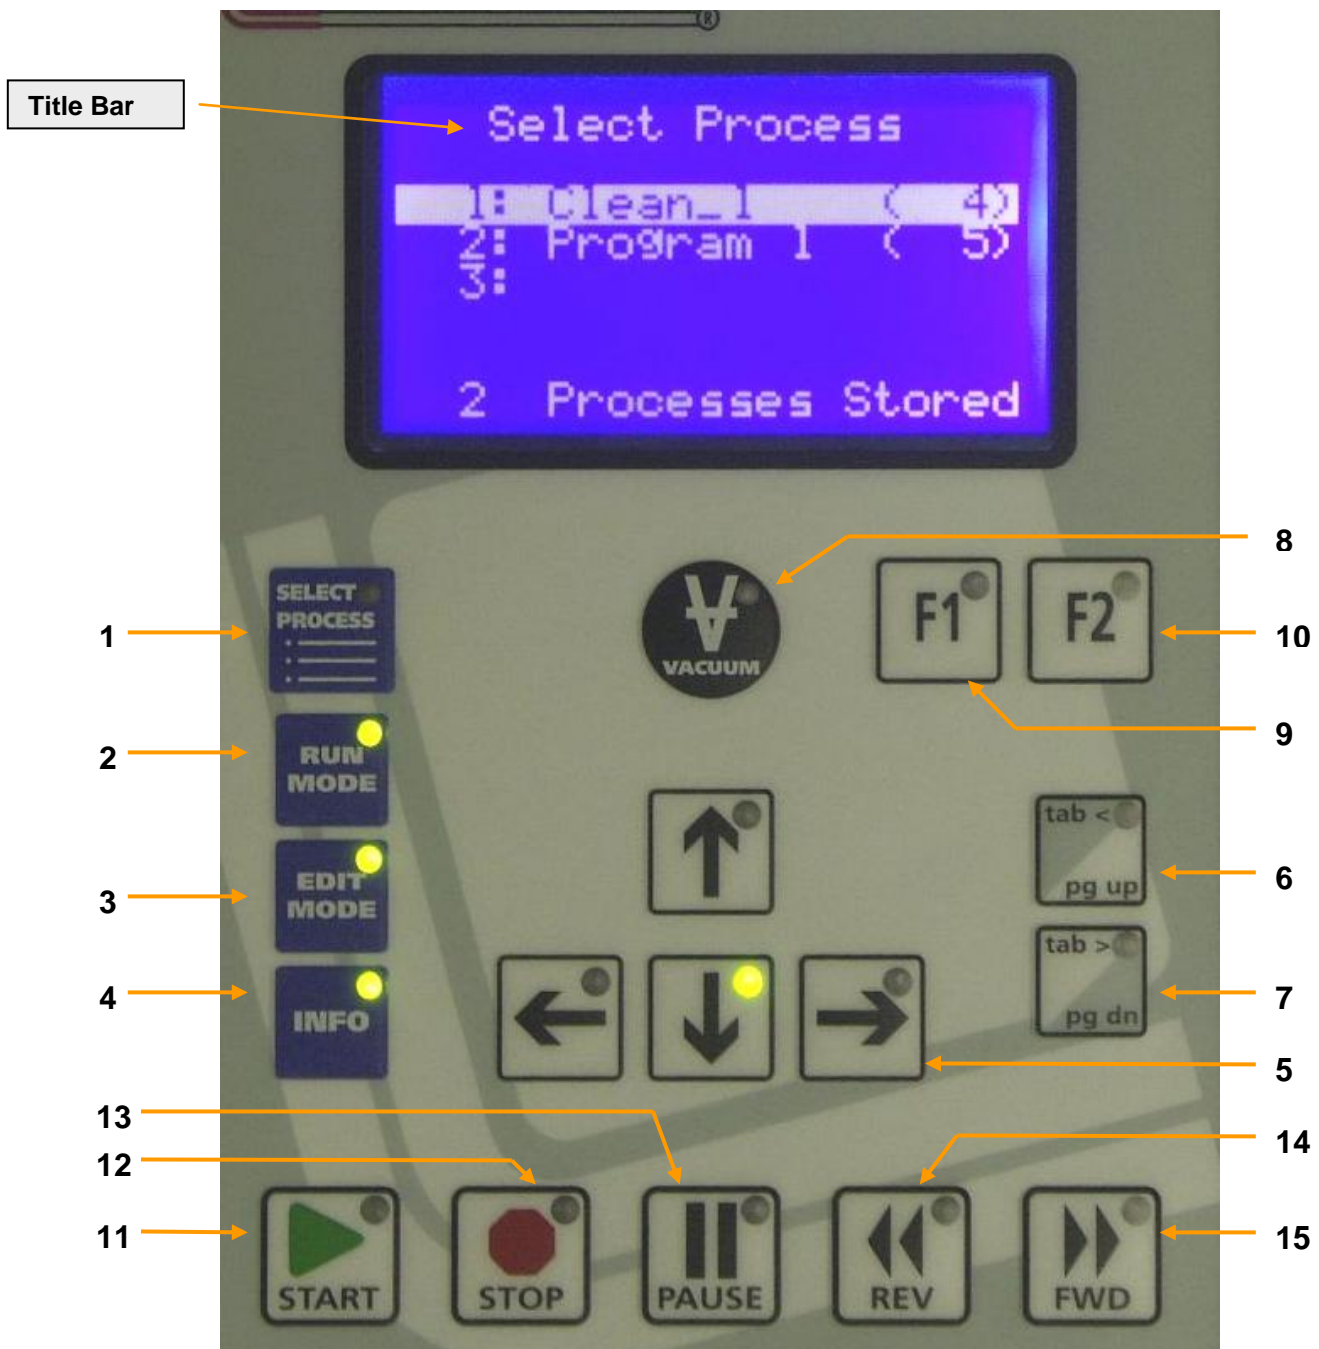 ®
Title Bar
Select Process
1: Clean_1 ( 4)
2: Program 1 ( 5)
3:
2 Processes Stored
8
SELECT
PROCESS
1
VACUUM
F1
F2
10
9
2
RUN
MODE
tab <
pg up
6
3
EDIT
MODE
tab >
pg dn
7
4
INFO
5
13
14
12
11
START
STOP
PAUSE
REV
FWD
15